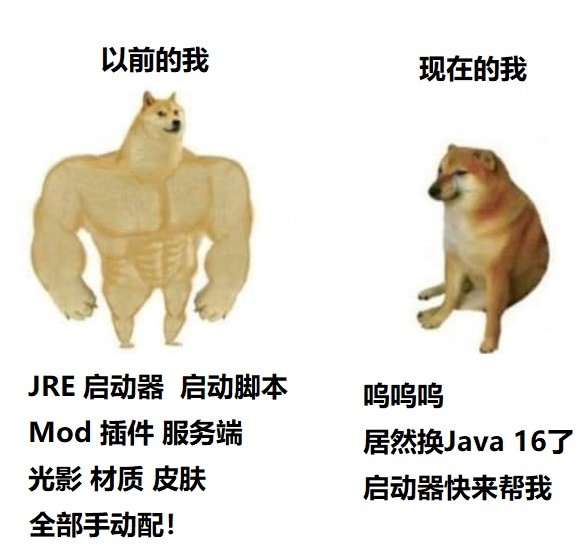 以前的我
现在的我
JRE 启动器 启动脚本
Mod 插件 服务端
光影 材质 皮肤
全部手动配！
呜呜呜
居然换Java 16了
启动器快来帮我